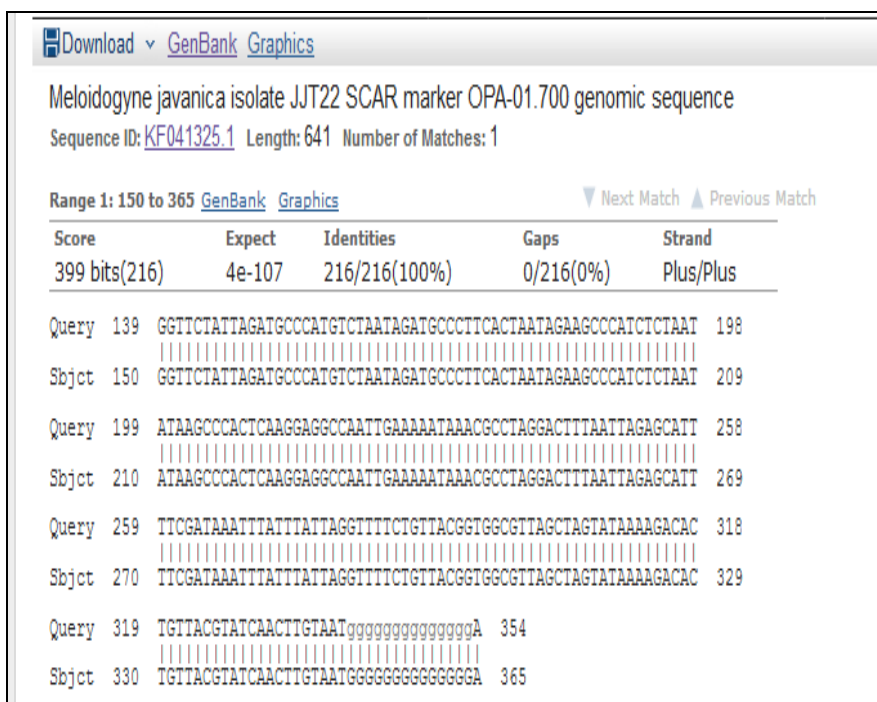 Download GenBank Graphics
Meloidogyne javanica isolate JJT22 SCAR marker OPA-01.700 genomic sequence
Sequence ID: KF041325.1 Length: 641 Number of Matches: 1
Range 1: 150 to 365 GenBank Graphics Next Match Previous Match
Score Expect Identities Gaps Strand
399 bits(216) 4e-107 216/216(100%) 0/216(0%) Plus/Plus
Query 139 GGTTCTATTAGATGCCCATGTCTAATAGATGCCCTTCACTAATAGAAGCCCATCTCTAAT 198
Sbjct 150 GGTTCTATTAGATGCCCATGTCTAATAGATGCCCTTCACTAATAGAAGCCCATCTCTAAT 209
Query 199 ATAAGCCCACTCAAGGAGGCCAATTGAAAAATAAACGCCTAGGACTTTAATTAGAGCATT 258
Sbjct 210 ATAAGCCCACTCAAGGAGGCCAATTGAAAAATAAACGCCTAGGACTTTAATTAGAGCATT 269
Query 259 TTCGATAAATTTATTTATTAGGTTTTCTGTTACGGTGGCGTTAGCTAGTATAAAAGACAC 318
Sbjct 270 TTCGATAAATTTATTTATTAGGTTTTCTGTTACGGTGGCGTTAGCTAGTATAAAAGACAC 329
Query 319 TGTTACGTATCAACTTGTAATggggggggggggggA 354
Sbjct 330 TGTTACGTATCAACTTGTAATGGGGGGGGGGGGGGA 365